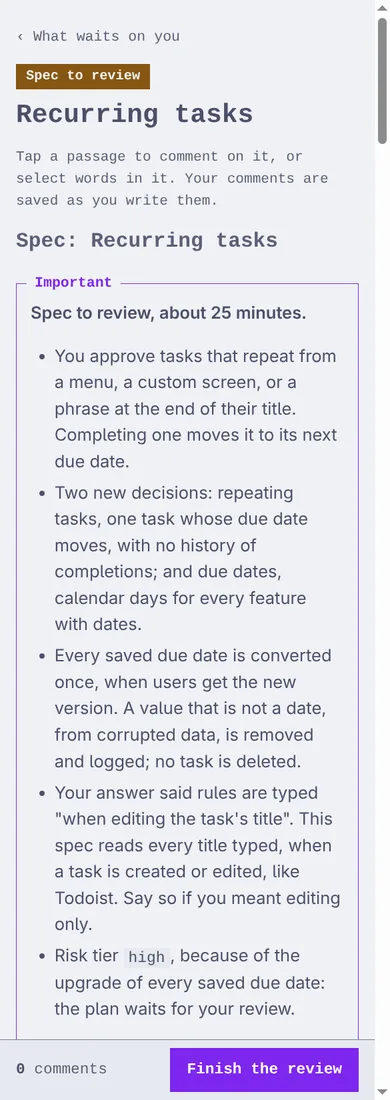 ‹ What waits on you
Spec to review
Recurring tasks
Tap a passage to comment on it, or
select words in it. Your comments are
saved as you write them.
Spec: Recurring tasks
Important
Spec to review, about 25 minutes.
• You approve tasks that repeat from
a menu, a custom screen, or a
phrase at the end of their title.
Completing one moves it to its next
due date.
• Two new decisions: repeating
tasks, one task whose due date
moves, with no history of
completions; and due dates,
calendar days for every feature
with dates.
• Every saved due date is converted
once, when users get the new
version. A value that is not a date,
from corrupted data, is removed
and logged; no task is deleted.
• Your answer said rules are typed
"when editing the task's title". This
spec reads every title typed, when
a task is created or edited, like
Todoist. Say so if you meant editing
only.
• Risk tier high, because of the
upgrade of every saved due date:
the plan waits for your review.
0 comments
Finish the review